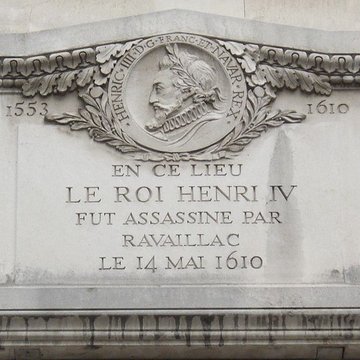 HENRIC · IIII · D · G · FRANC · ET · NAVAR · REX
1553 1610
EN CE LIEU
LE ROI HENRI IV
FUT ASSASSINE PAR
RAVAILLAC
LE 14 MAI 1610